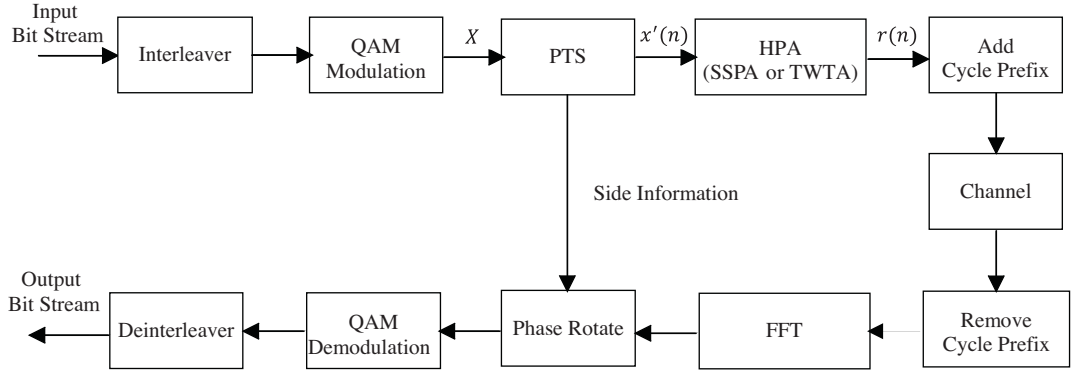 Input
Bit Stream
Interleaver
QAM
Modulation
X
PTS
x′(n)
HPA
(SSPA or TWTA)
r(n)
Add
Cycle Prefix
Side Information
Channel
Output
Bit Stream
Deinterleaver
QAM
Demodulation
Phase Rotate
FFT
Remove
Cycle Prefix